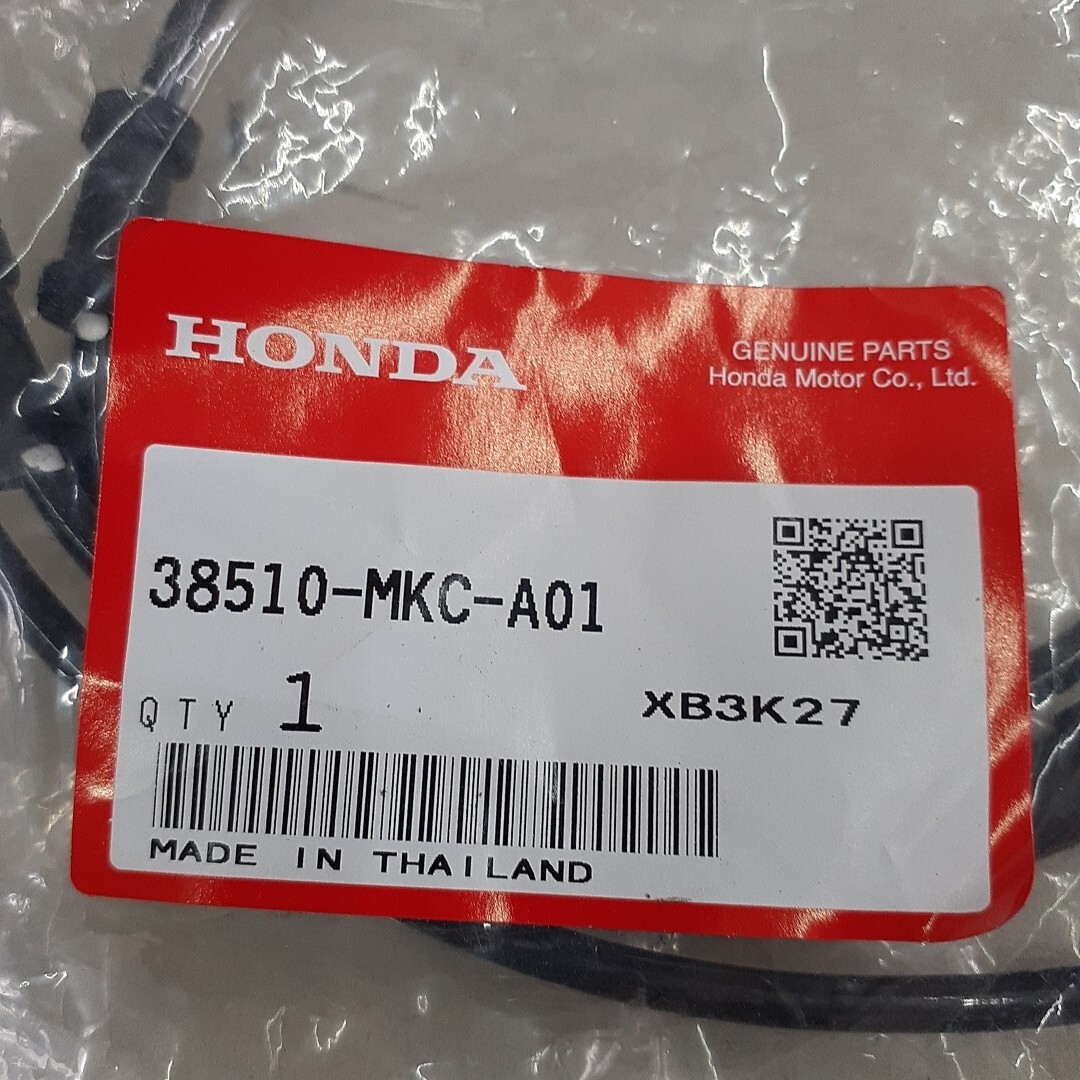 HONDA
GENUINE PARTS
Honda Motor Co., Ltd.
38510-MKC-A01
QTY 1
XB3K27
MADE IN THAILAND